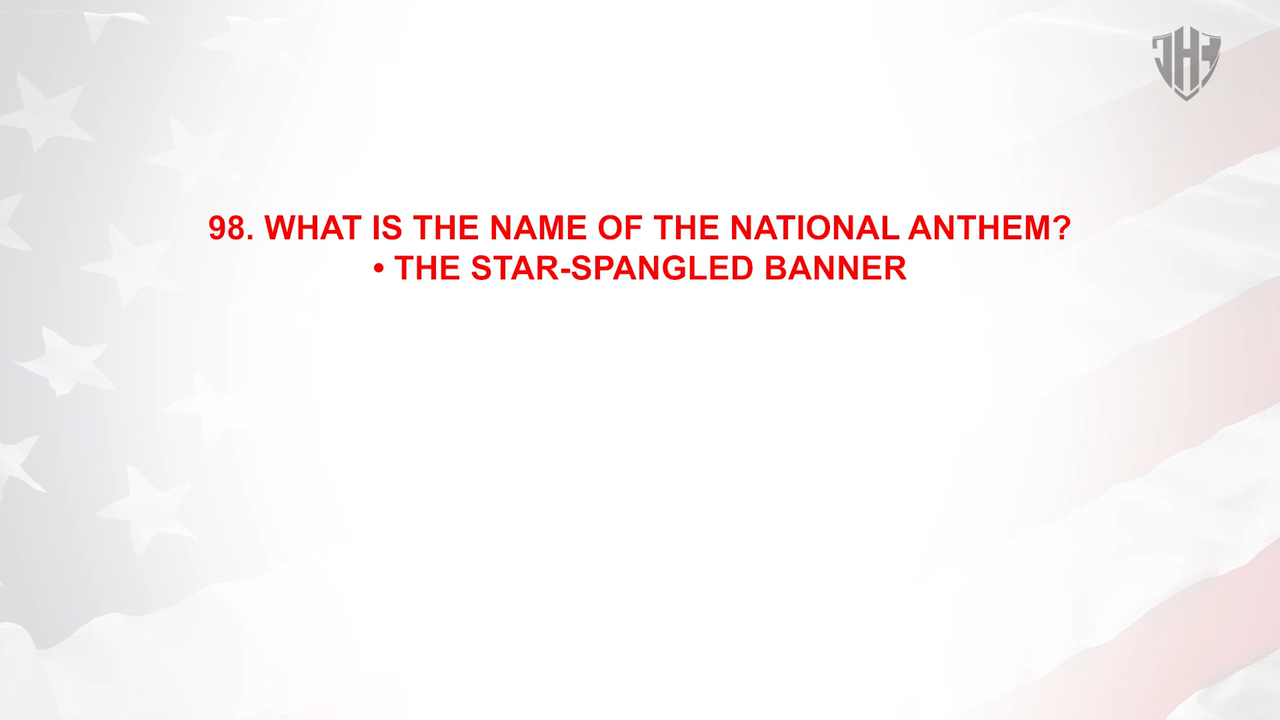 98. WHAT IS THE NAME OF THE NATIONAL ANTHEM?
• THE STAR-SPANGLED BANNER